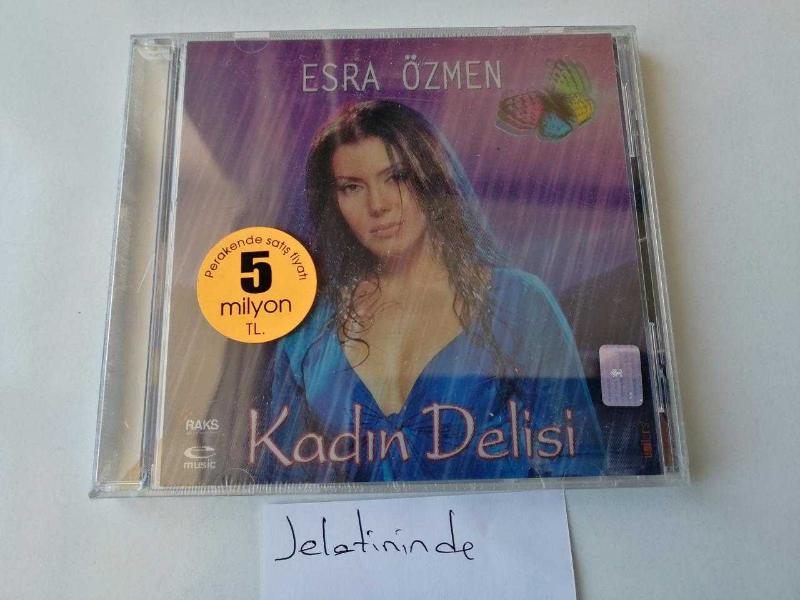 ESRA ÖZMEN
Perakende satış fiyatı
5
milyon
TL.
Kadın Delisi
RAKS
music
Jelatininde